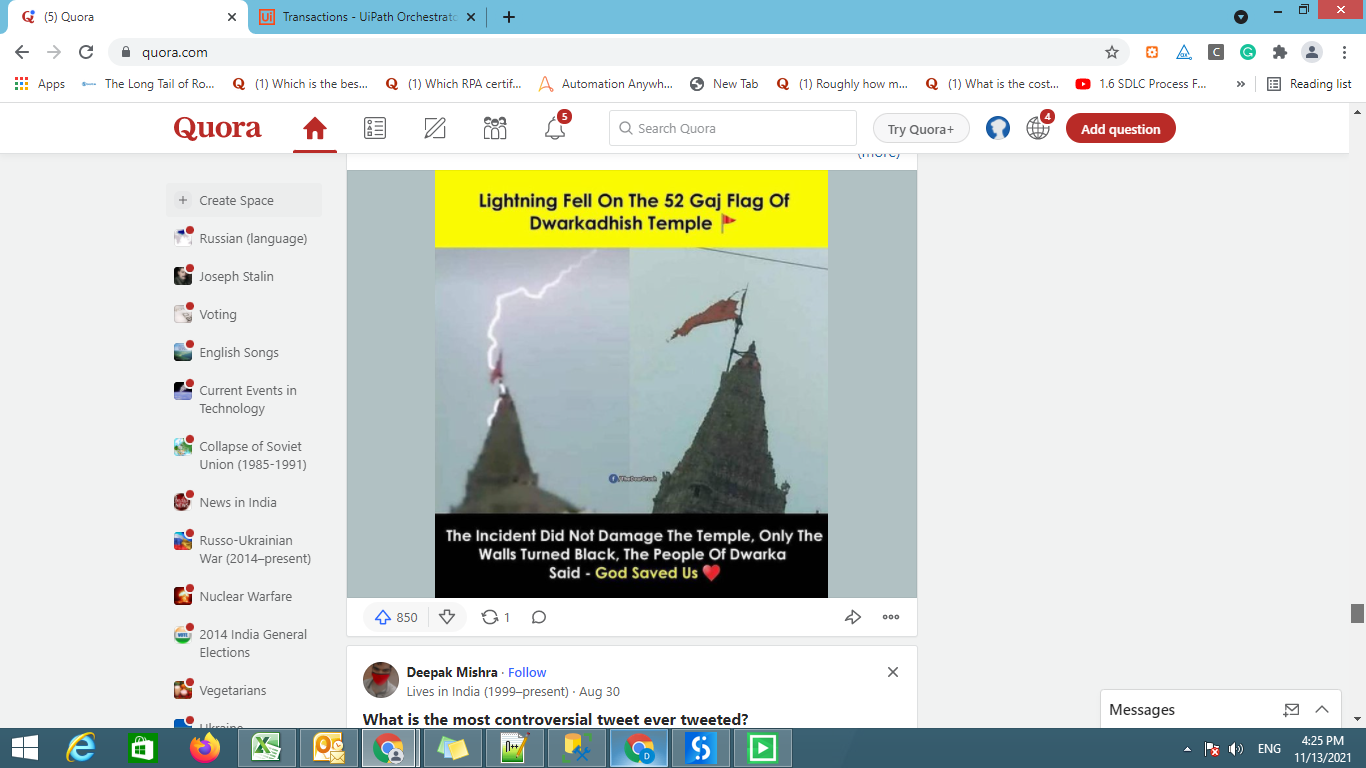 (5) Quora
Transactions - UiPath Orchestrato
quora.com
Apps
The Long Tail of Ro...
(1) Which is the bes...
(1) Which RPA certif...
Automation Anywh...
New Tab
(1) Roughly how m...
(1) What is the cost...
1.6 SDLC Process F...
»
Reading list
Quora
5
Search Quora
Try Quora+
4
Add question
(more)
+ Create Space
Russian (language)
Joseph Stalin
Voting
English Songs
Current Events in
Technology
Collapse of Soviet
Union (1985-1991)
News in India
Russo-Ukrainian
War (2014–present)
Nuclear Warfare
2014 India General
Elections
Vegetarians
Ukraine
Lightning Fell On The 52 Gaj Flag Of
Dwarkadhish Temple
The Incident Did Not Damage The Temple, Only The
Walls Turned Black, The People Of Dwarka
Said - God Saved Us
850
1
Deepak Mishra · Follow
Lives in India (1999–present) · Aug 30
What is the most controversial tweet ever tweeted?
Messages
ENG
4:25 PM
11/13/2021